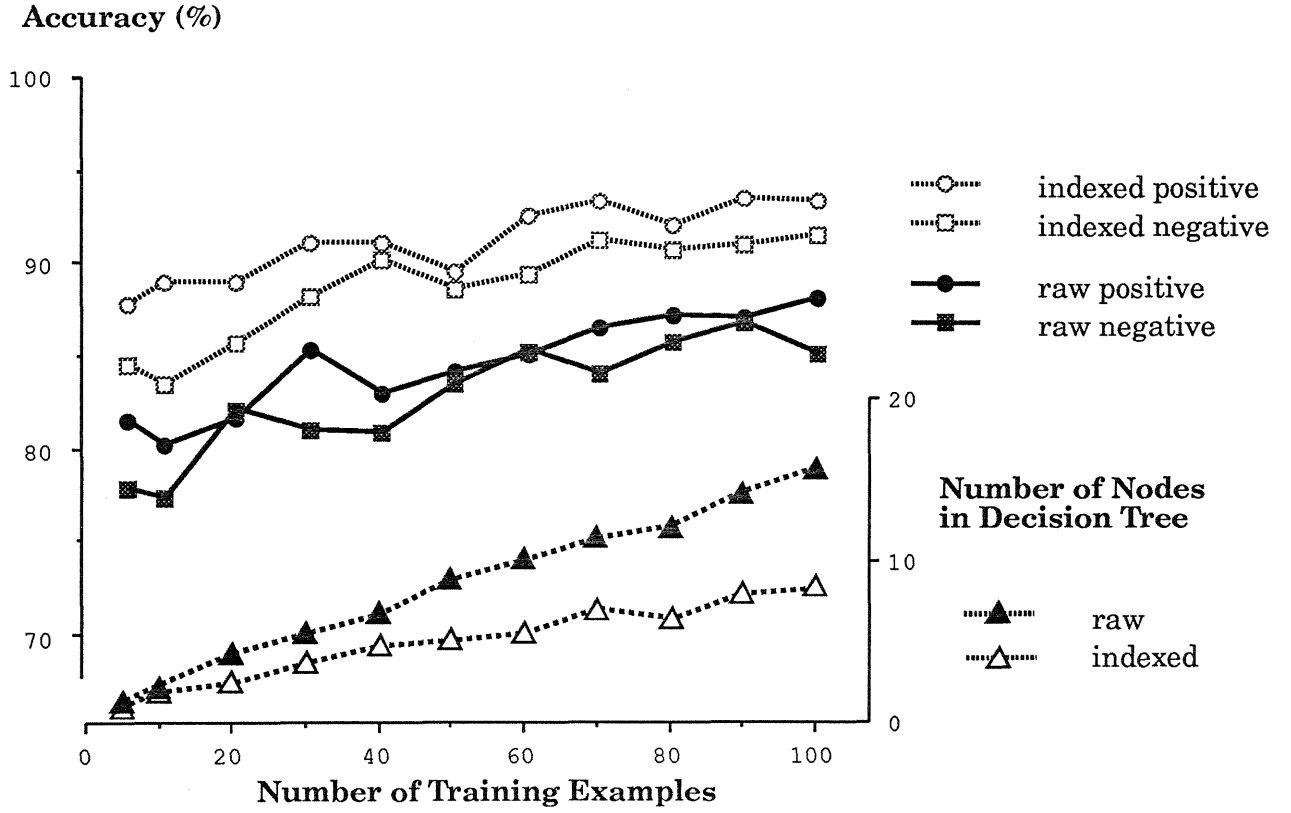 Accuracy (%)
100
90
80
70
indexed positive
indexed negative
raw positive
raw negative
20
10
0
Number of Nodes
in Decision Tree
raw
indexed
0 20 40 60 80 100
Number of Training Examples